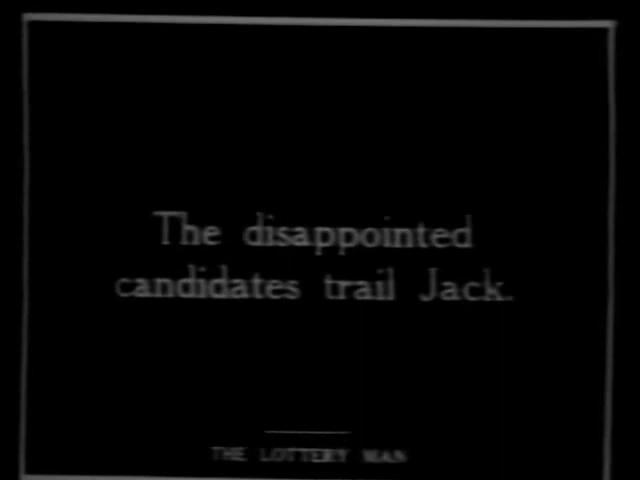 The disappointed
candidates trail Jack.
THE LOTTERY MAN